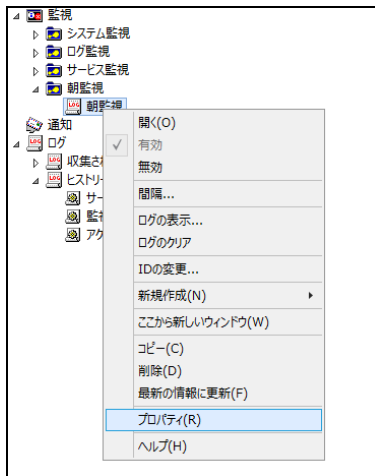 監視
システム監視
ログ監視
サービス監視
朝監視
朝監視
通知
ログ
収集さ
ヒストリー
サー
監
アク
開く(O)
有効
無効
間隔...
ログの表示...
ログのクリア
IDの変更...
新規作成(N)
ここから新しいウィンドウ(W)
コピー(C)
削除(D)
最新の情報に更新(F)
プロパティ(R)
ヘルプ(H)